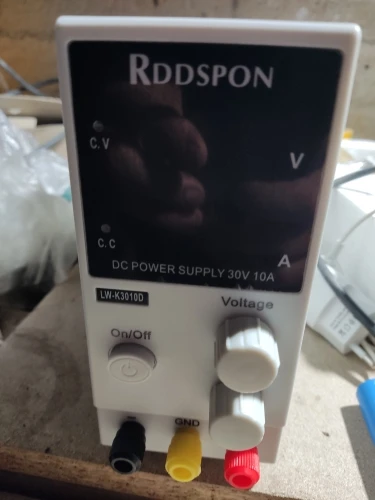 RDDSPON
C.V
V
C.C
A
DC POWER SUPPLY 30V 10A
LW-K3010D
Voltage
On/Off
GND